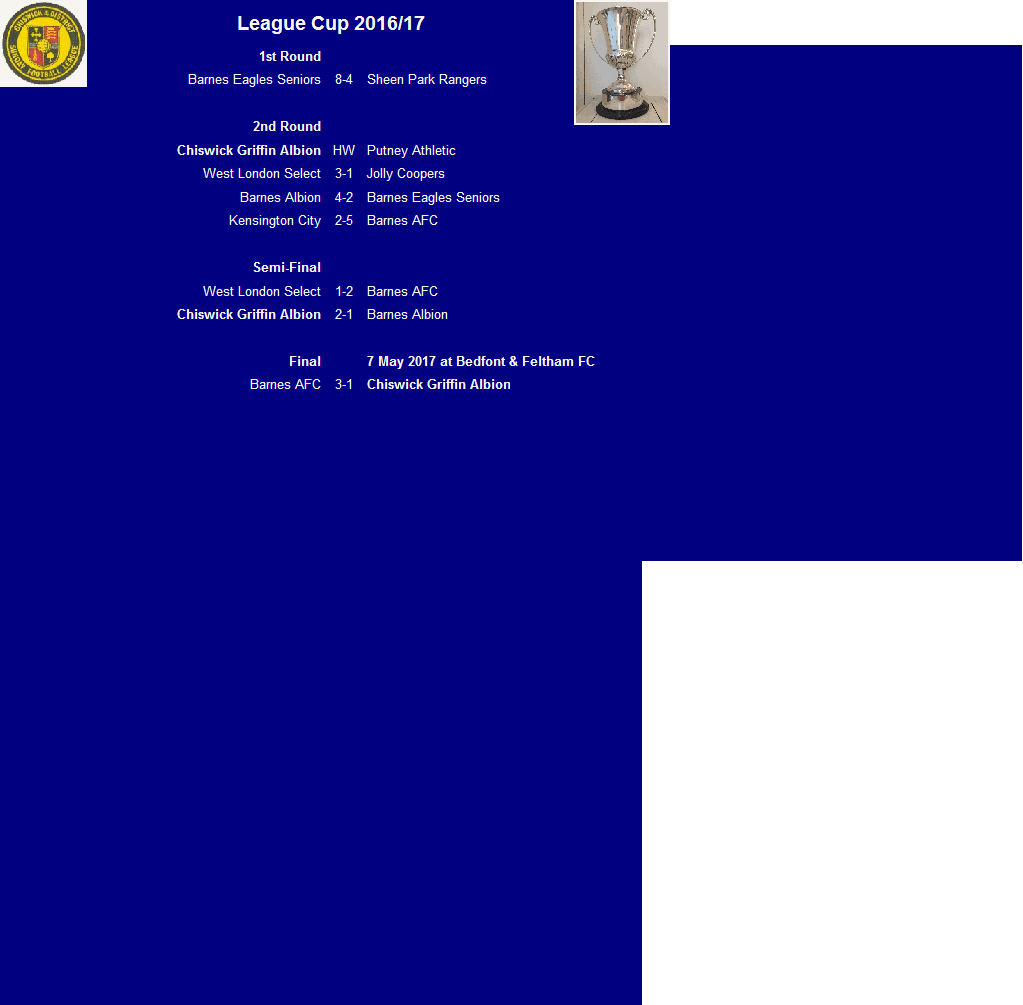 CHISWICK & DISTRICT
SUNDAY FOOTBALL LEAGUE
League Cup 2016/17
1st Round
Barnes Eagles Seniors 8-4 Sheen Park Rangers
2nd Round
Chiswick Griffin Albion HW Putney Athletic
West London Select 3-1 Jolly Coopers
Barnes Albion 4-2 Barnes Eagles Seniors
Kensington City 2-5 Barnes AFC
Semi-Final
West London Select 1-2 Barnes AFC
Chiswick Griffin Albion 2-1 Barnes Albion
Final 7 May 2017 at Bedfont & Feltham FC
Barnes AFC 3-1 Chiswick Griffin Albion